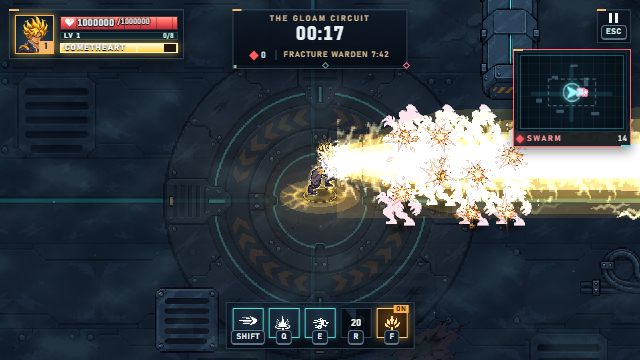 1000000/1000000
LV 1
0/8
1
COMETHEART
THE GLOAM CIRCUIT
00:17
0
FRACTURE WARDEN 7:42
ESC
SWARM
14
ON
20
SHIFT
Q
E
R
F